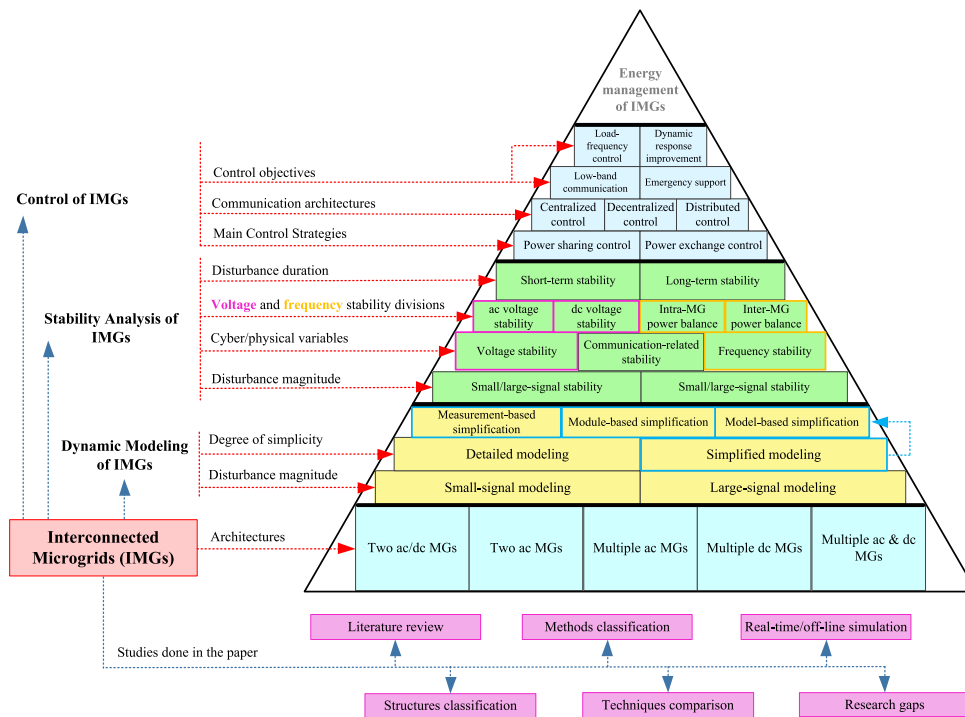 Energy
management
of IMGs
Load-
frequency
control
Dynamic
response
improvement
Control objectives
Low-band
communication
Emergency support
Control of IMGs
Communication architectures
Centralized
control
Decentralized
control
Distributed
control
Main Control Strategies
Power sharing control
Power exchange control
Disturbance duration
Short-term stability
Long-term stability
Voltage and frequency stability divisions
ac voltage
stability
dc voltage
stability
Intra-MG
power balance
Inter-MG
power balance
Stability Analysis of
IMGs
Cyber/physical variables
Voltage stability
Communication-related
stability
Frequency stability
Disturbance magnitude
Small/large-signal stability
Small/large-signal stability
Measurement-based
simplification
Module-based simplification
Model-based simplification
Dynamic Modeling
of IMGs
Degree of simplicity
Detailed modeling
Simplified modeling
Disturbance magnitude
Small-signal modeling
Large-signal modeling
Interconnected
Microgrids (IMGs)
Architectures
Two ac/dc MGs
Two ac MGs
Multiple ac MGs
Multiple dc MGs
Multiple ac & dc
MGs
Literature review
Methods classification
Real-time/off-line simulation
Studies done in the paper
Structures classification
Techniques comparison
Research gaps